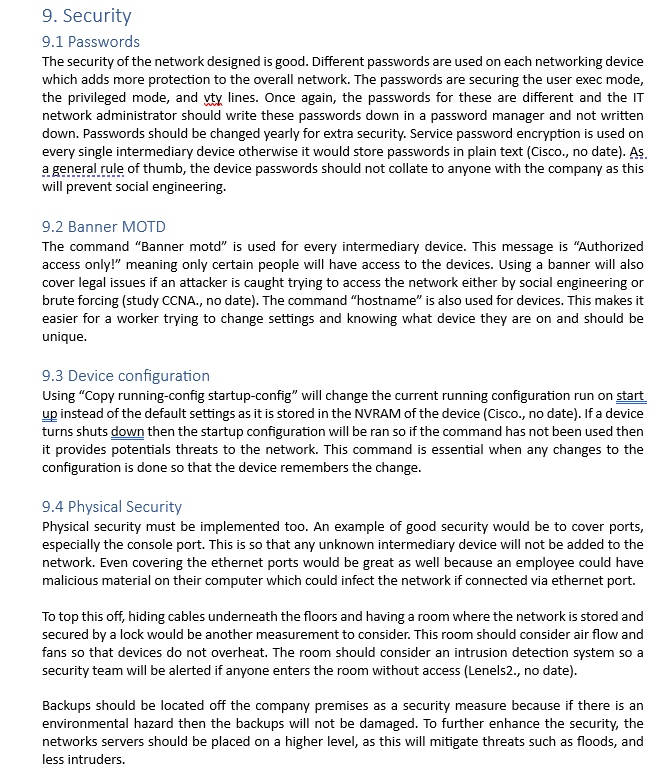 9. Security
9.1 Passwords
The security of the network designed is good. Different passwords are used on each networking device
which adds more protection to the overall network. The passwords are securing the user exec mode,
the privileged mode, and vty lines. Once again, the passwords for these are different and the IT
network administrator should write these passwords down in a password manager and not written
down. Passwords should be changed yearly for extra security. Service password encryption is used on
every single intermediary device otherwise it would store passwords in plain text (Cisco., no date). As
a general rule of thumb, the device passwords should not collate to anyone with the company as this
will prevent social engineering.
9.2 Banner MOTD
The command “Banner motd” is used for every intermediary device. This message is “Authorized
access only!” meaning only certain people will have access to the devices. Using a banner will also
cover legal issues if an attacker is caught trying to access the network either by social engineering or
brute forcing (study CCNA., no date). The command “hostname” is also used for devices. This makes it
easier for a worker trying to change settings and knowing what device they are on and should be
unique.
9.3 Device configuration
Using “Copy running-config startup-config” will change the current running configuration run on start
up instead of the default settings as it is stored in the NVRAM of the device (Cisco., no date). If a device
turns shuts down then the startup configuration will be ran so if the command has not been used then
it provides potentials threats to the network. This command is essential when any changes to the
configuration is done so that the device remembers the change.
9.4 Physical Security
Physical security must be implemented too. An example of good security would be to cover ports,
especially the console port. This is so that any unknown intermediary device will not be added to the
network. Even covering the ethernet ports would be great as well because an employee could have
malicious material on their computer which could infect the network if connected via ethernet port.
To top this off, hiding cables underneath the floors and having a room where the network is stored and
secured by a lock would be another measurement to consider. This room should consider air flow and
fans so that devices do not overheat. The room should consider an intrusion detection system so a
security team will be alerted if anyone enters the room without access (Lenels2., no date).
Backups should be located off the company premises as a security measure because if there is an
environmental hazard then the backups will not be damaged. To further enhance the security, the
networks servers should be placed on a higher level, as this will mitigate threats such as floods, and
less intruders.